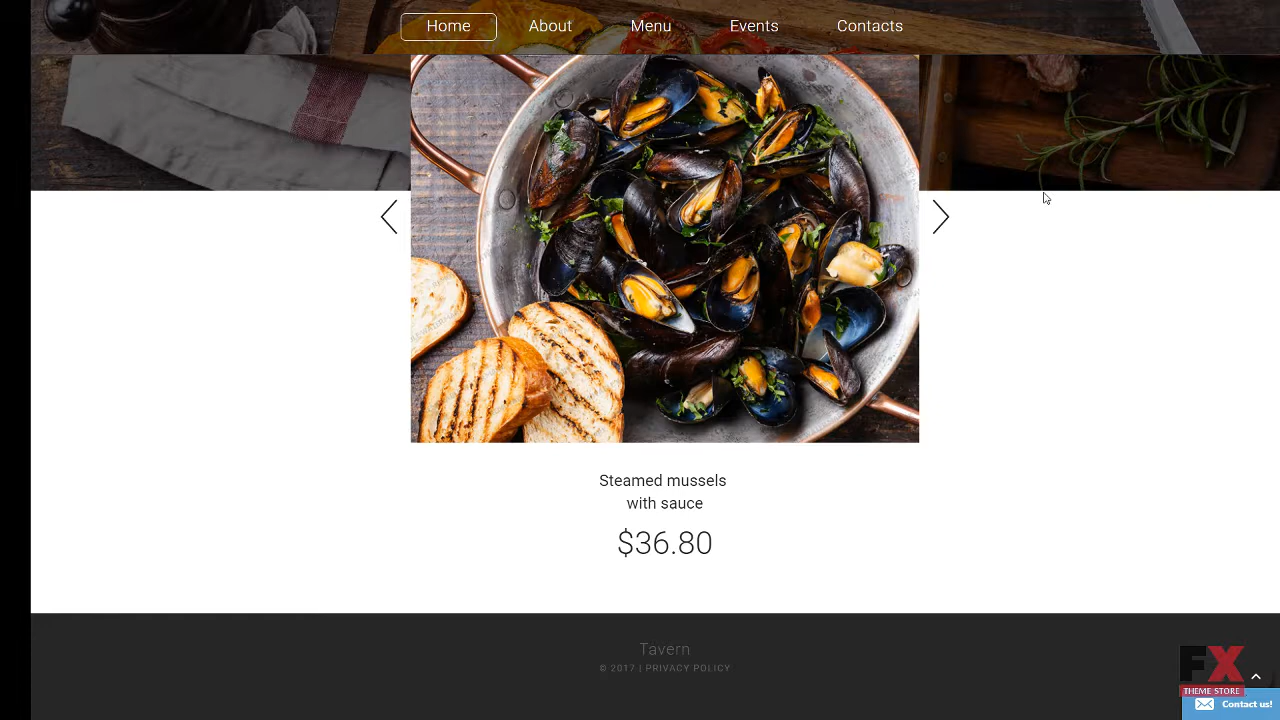 Home About Menu Events Contacts
Steamed mussels
with sauce
$36.80
Tavern
© 2017 | PRIVACY POLICY
FX
THEME STORE
Contact us!